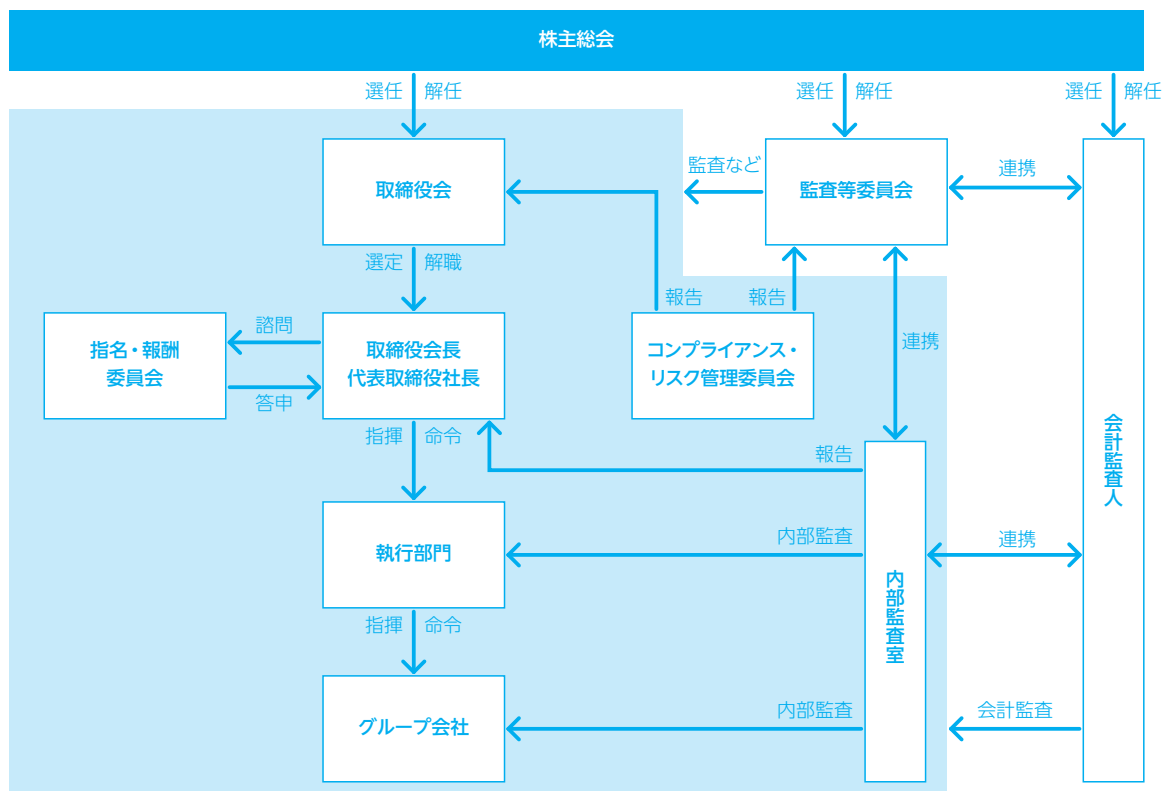 株主総会
選任 解任
選任 解任
選任 解任
取締役会
監査など
監査等委員会
連携
選定 解職
報告
報告
指名・報酬
委員会
諮問
答申
取締役会長
代表取締役社長
コンプライアンス・
リスク管理委員会
連携
指揮 命令
報告
会計監査人
執行部門
内部監査
連携
内部監査室
指揮 命令
グループ会社
内部監査
会計監査